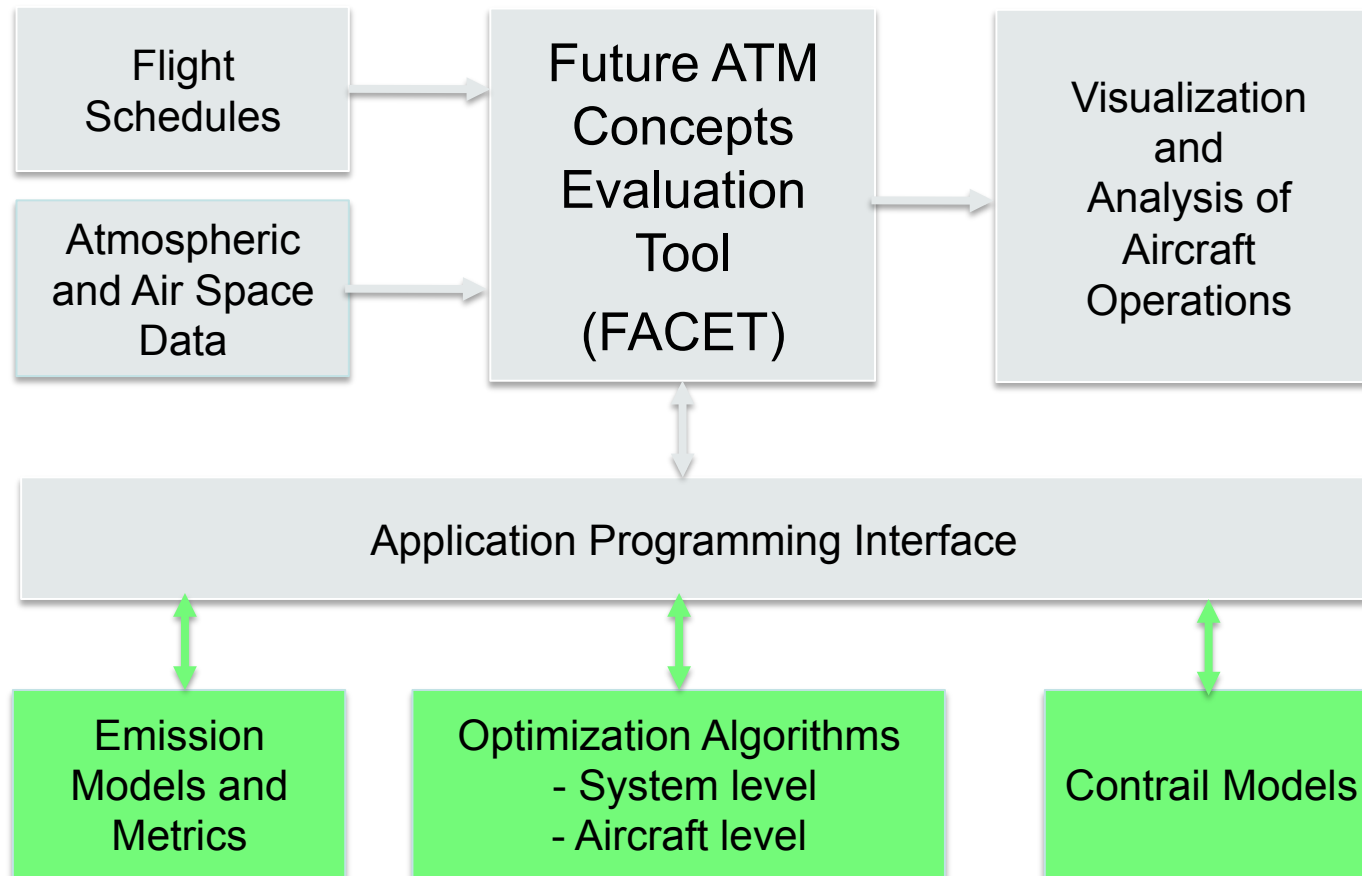 Flight
Schedules
Atmospheric
and Air Space
Data
Future ATM
Concepts
Evaluation
Tool
(FACET)
Visualization
and
Analysis of
Aircraft
Operations
Application Programming Interface
Emission
Models and
Metrics
Optimization Algorithms
- System level
- Aircraft level
Contrail Models